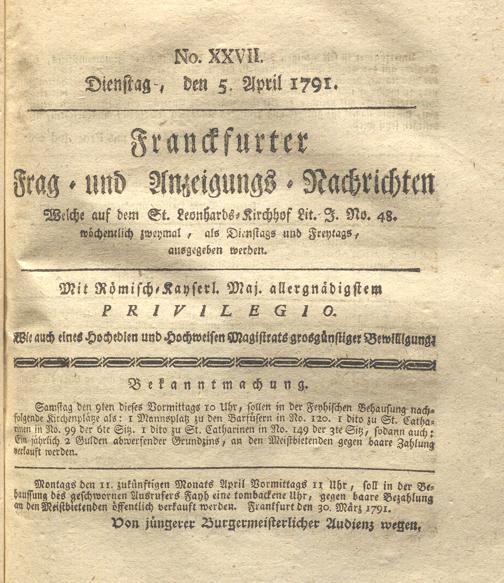 No. XXVII.
Dienstag, den 5. April 1791.
Franckfurter
Frag- und Anzeigungs-Nachrichten
Welche auf dem St. Leonhards-Kirchhof Lit. J. No. 48.
wöchentlich zweymal, als Dienstags und Freytags,
ausgegeben werden.
Mit Römisch-Kayserl. Maj. allergnädigstem
PRIVILEGIO.
Wie auch eines Hochedlen und Hochweisen Magistrats grosgünstiger Bewilligung.
Bekanntmachung.
Samstag den 9ten dieses Vormittags 10 Uhr, sollen in der Feyhischen Behausung nach-
folgende Kirchenplätze als: 1 Mannsplatz zu den Barfüsern in No. 120. 1 dito zu St. Catha-
rinen in No. 99 der 6te Sitz. 1 dito zu St. Catharinen in No. 149 der 3te Sitz, sodann auch:
Ein jährlich 2 Gulden abwerfender Grundzins, an den Meistbietenden gegen baare Zahlung
verkauft werden.
Montags den 11. zukünftigen Monats April Vormittags 11 Uhr, soll in der Be-
haussung des geschwornen Ausrufers Fayh eine tombackene Uhr, gegen baare Bezahlung
an den Meistbietenden öffentlich verkauft werden. Franckfurt den 30. März 1791.
Von jüngerer Burgermeisterlicher Audienz wegen.